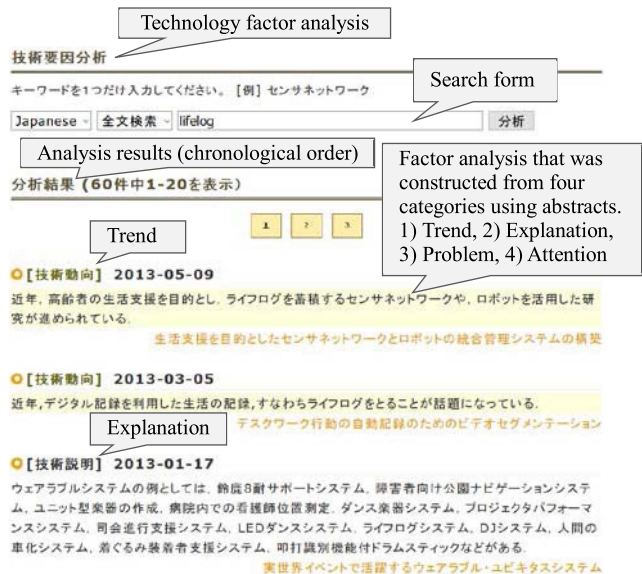 Technology factor analysis
技術要因分析
キーワードを1つだけ入力してください。 [例] センサネットワーク
Search form
Japanese 全文検索 lifelog 分析
Analysis results (chronological order)
分析結果 (60件中1-20を表示)
Factor analysis that was
constructed from four
categories using abstracts.
1) Trend, 2) Explanation,
3) Problem, 4) Attention
1 2 3
Trend
[技術動向] 2013-05-09
近年, 高齢者の生活支援を目的とし, ライフログを蓄積するセンサネットワークや, ロボットを活用した研
究が進められている.
生活支援を目的としたセンサネットワークとロボットの統合管理システムの構築
[技術動向] 2013-03-05
近年,デジタル記録を利用した生活の記録,すなわちライフログをとることが話題になっている.
デスクワーク行動の自動記録のためのビデオセグメンテーション
Explanation
[技術説明] 2013-01-17
ウェアラブルシステムの例としては, 鈴鹿8耐サポートシステム, 障害者向け公園ナビゲーションシステ
ム, ユニット型楽器の作成, 病院内での看護師位置測定, ダンス楽器システム, プロジェクタパフォーマ
ンスシステム, 司会進行支援システム, LEDダンスシステム, ライフログシステム, DJシステム, 人間の
車化システム, 着ぐるみ装着者支援システム, 叩打識別機能付ドラムスティックなどがある.
実世界イベントで活躍するウェアラブル・ユビキタスシステム